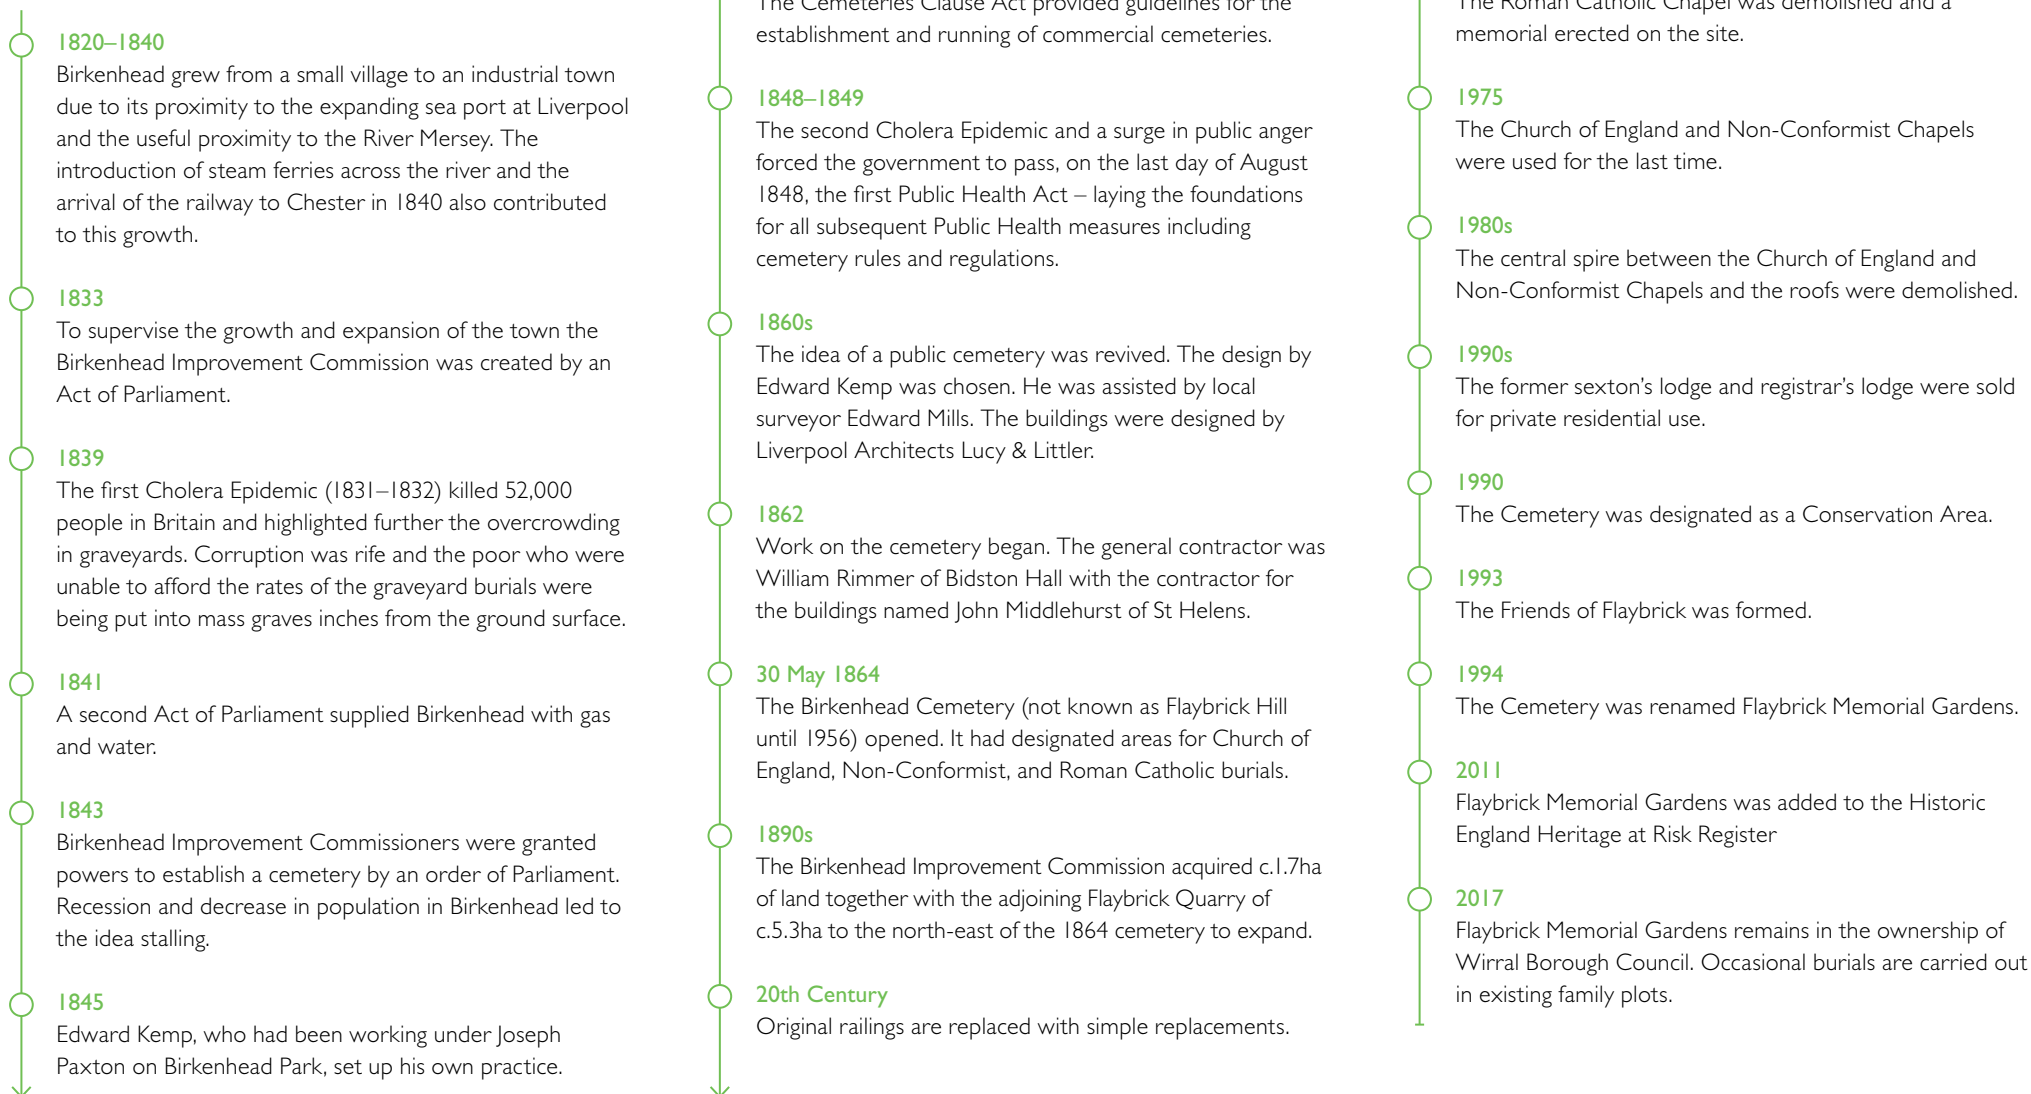 1820–1840
Birkenhead grew from a small village to an industrial town
due to its proximity to the expanding sea port at Liverpool
and the useful proximity to the River Mersey. The
introduction of steam ferries across the river and the
arrival of the railway to Chester in 1840 also contributed
to this growth.
1833
To supervise the growth and expansion of the town the
Birkenhead Improvement Commission was created by an
Act of Parliament.
1839
The first Cholera Epidemic (1831–1832) killed 52,000
people in Britain and highlighted further the overcrowding
in graveyards. Corruption was rife and the poor who were
unable to afford the rates of the graveyard burials were
being put into mass graves inches from the ground surface.
1841
A second Act of Parliament supplied Birkenhead with gas
and water.
1843
Birkenhead Improvement Commissioners were granted
powers to establish a cemetery by an order of Parliament.
Recession and decrease in population in Birkenhead led to
the idea stalling.
1845
Edward Kemp, who had been working under Joseph
Paxton on Birkenhead Park, set up his own practice.
The Cemeteries Clause Act provided guidelines for the
establishment and running of commercial cemeteries.
1848–1849
The second Cholera Epidemic and a surge in public anger
forced the government to pass, on the last day of August
1848, the first Public Health Act – laying the foundations
for all subsequent Public Health measures including
cemetery rules and regulations.
1860s
The idea of a public cemetery was revived. The design by
Edward Kemp was chosen. He was assisted by local
surveyor Edward Mills. The buildings were designed by
Liverpool Architects Lucy & Littler.
1862
Work on the cemetery began. The general contractor was
William Rimmer of Bidston Hall with the contractor for
the buildings named John Middlehurst of St Helens.
30 May 1864
The Birkenhead Cemetery (not known as Flaybrick Hill
until 1956) opened. It had designated areas for Church of
England, Non-Conformist, and Roman Catholic burials.
1890s
The Birkenhead Improvement Commission acquired c.1.7ha
of land together with the adjoining Flaybrick Quarry of
c.5.3ha to the north-east of the 1864 cemetery to expand.
20th Century
Original railings are replaced with simple replacements.
The Roman Catholic Chapel was demolished and a
memorial erected on the site.
1975
The Church of England and Non-Conformist Chapels
were used for the last time.
1980s
The central spire between the Church of England and
Non-Conformist Chapels and the roofs were demolished.
1990s
The former sexton's lodge and registrar's lodge were sold
for private residential use.
1990
The Cemetery was designated as a Conservation Area.
1993
The Friends of Flaybrick was formed.
1994
The Cemetery was renamed Flaybrick Memorial Gardens.
2011
Flaybrick Memorial Gardens was added to the Historic
England Heritage at Risk Register
2017
Flaybrick Memorial Gardens remains in the ownership of
Wirral Borough Council. Occasional burials are carried out
in existing family plots.